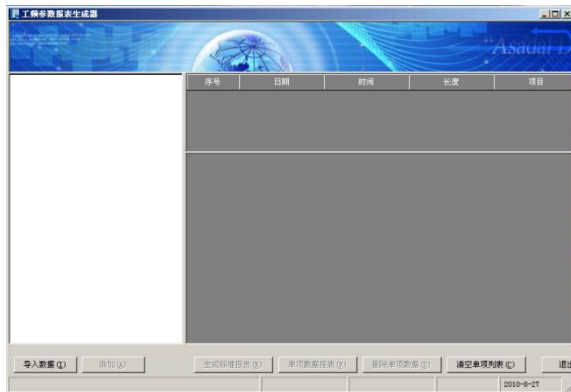 工频参数报表生成器
"Asadal D
序号 日期 时间 长度 项目
导入数据(I) 添加(A) 生成标准报告(R) 单项数据报表(P) 删除单项数据(D) 清空单项列表(C) 退出
2010-8-27